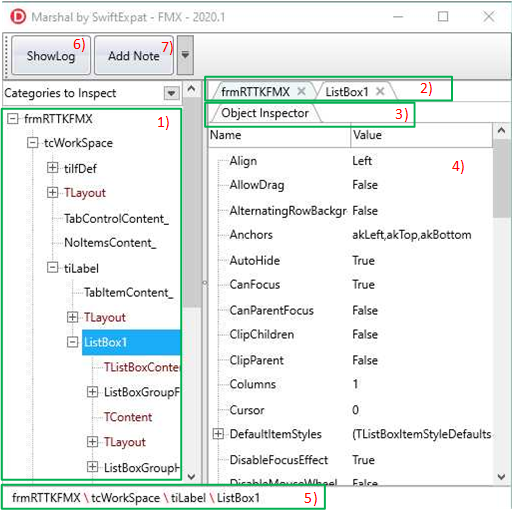 Marshal by SwiftExpat - FMX - 2020.1
6) 7)
ShowLog Add Note
Categories to Inspect
frmRTTKFMX ListBox1 2)
Object Inspector 3)
1)
frmRTTKFMX
tcWorkSpace
tiIfDef
TLayout
TabControlContent_
NoItemsContent_
tiLabel
TabItemContent_
TLayout
ListBox1
TListBoxConte
ListBoxGroupF
TContent
TLayout
ListBoxGroupH
Name Value
4)
Align Left
AllowDrag False
AlternatingRowBackgr False
Anchors akLeft,akTop,akBottom
AutoHide True
CanFocus True
CanParentFocus False
ClipChildren False
ClipParent False
Columns 1
Cursor 0
DefaultItemStyles (TListBoxItemStyleDefaults
DisableFocusEffect True
DisableMouseWheel False
frmRTTKFMX \ tcWorkSpace \ tiLabel \ ListBox1 5)